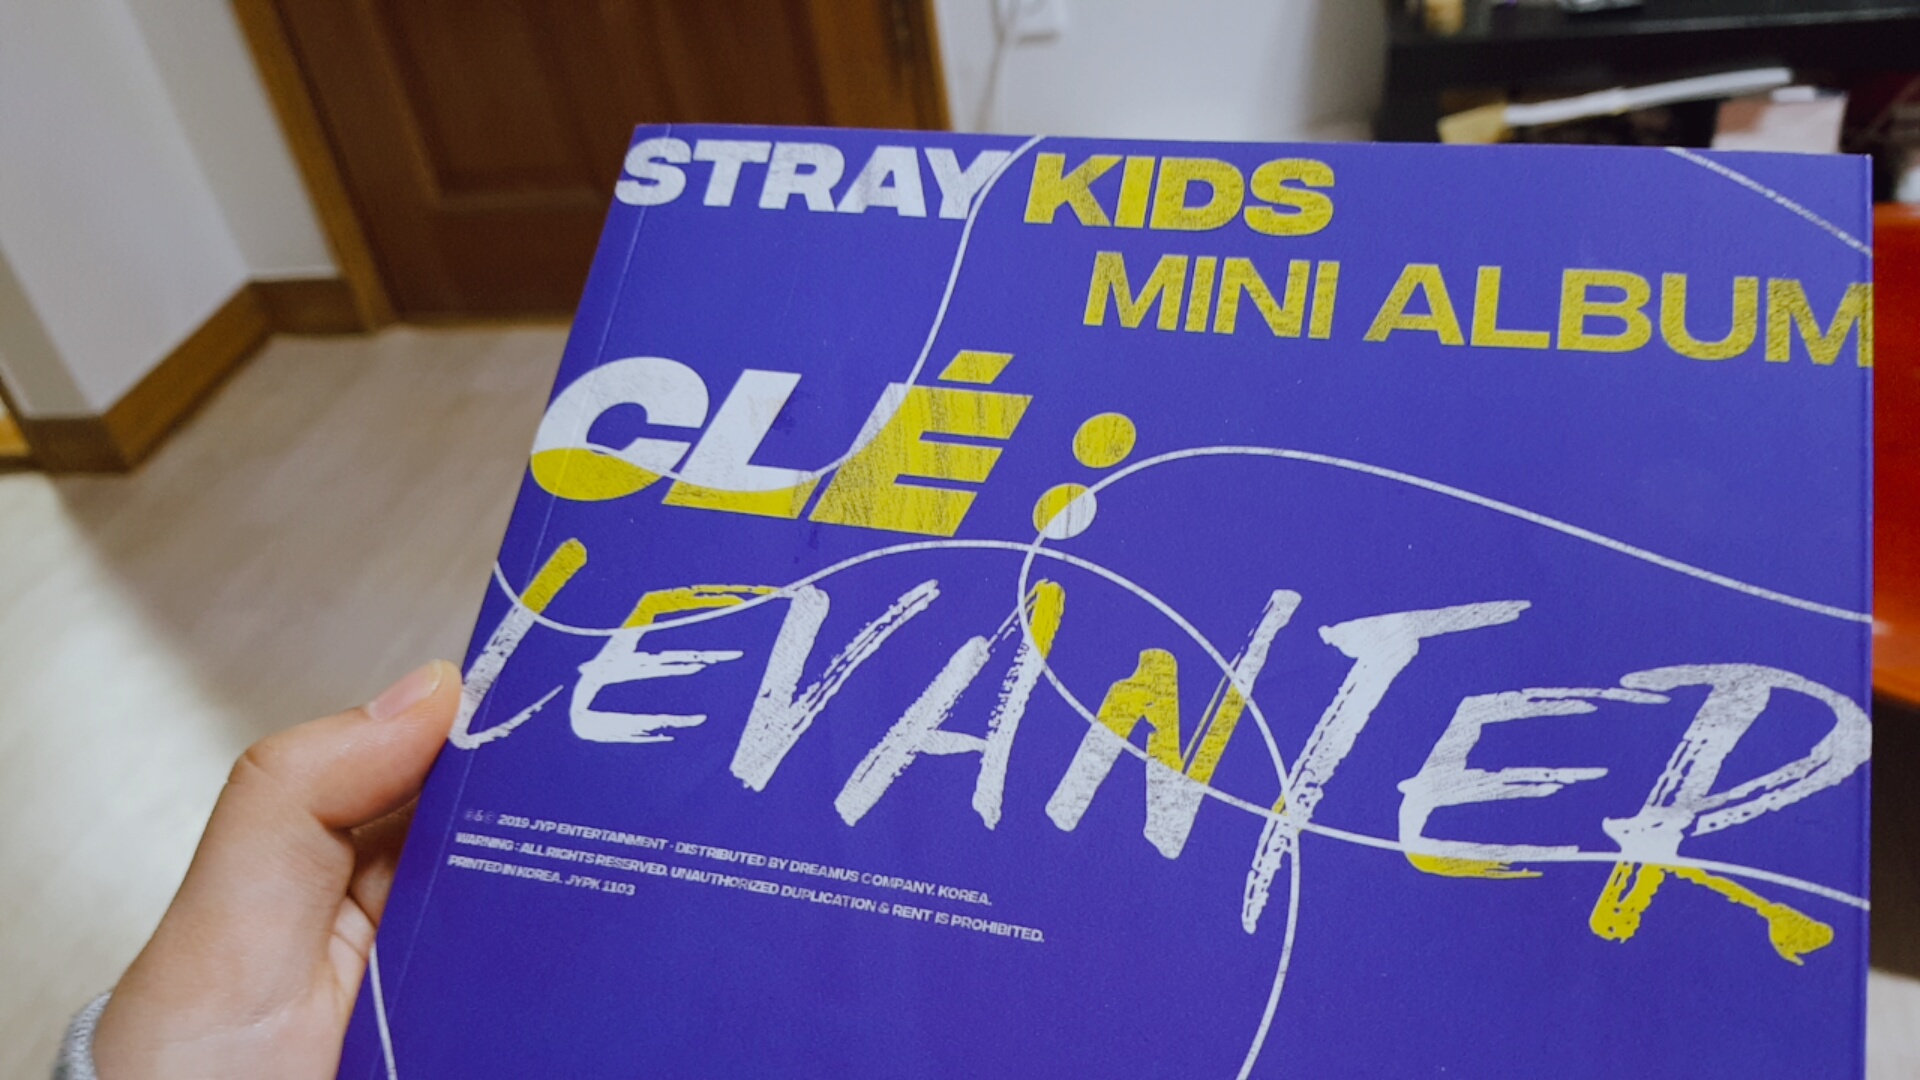 STRAY KIDS
MINI ALBUM
CLÉ :
LEVANTER
Ⓟ & © 2019 JYP ENTERTAINMENT · DISTRIBUTED BY DREAMUS COMPANY. KOREA.
WARNING : ALL RIGHTS RESERVED. UNAUTHORIZED DUPLICATION & RENT IS PROHIBITED.
PRINTED IN KOREA. JYPK 1103